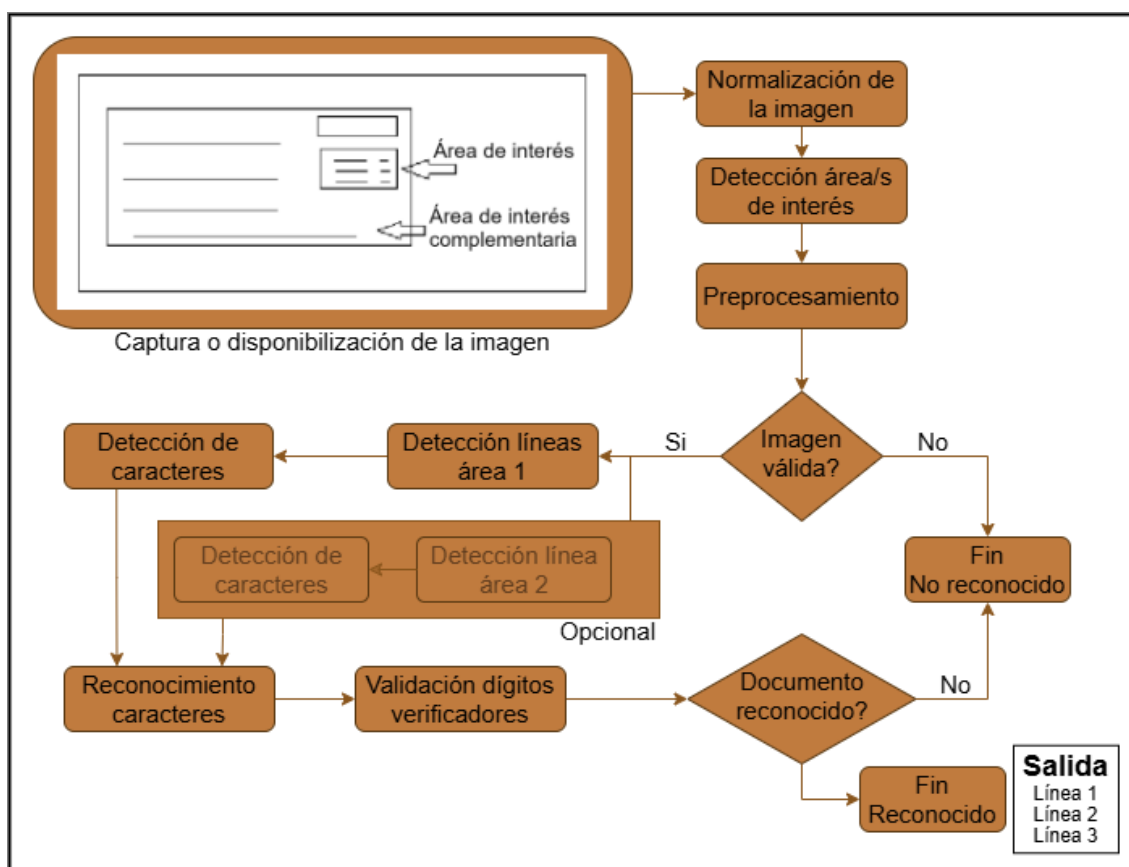 Área de interés
Área de interés
complementaria
Captura o disponibilización de la imagen
Normalización de
la imagen
Detección área/s
de interés
Preprocesamiento
Imagen
válida?
Si
No
Detección líneas
área 1
Detección de
caracteres
Detección línea
área 2
Detección de
caracteres
Opcional
Fin
No reconocido
Reconocimiento
caracteres
Validación dígitos
verificadores
Documento
reconocido?
No
Fin
Reconocido
Salida
Línea 1
Línea 2
Línea 3